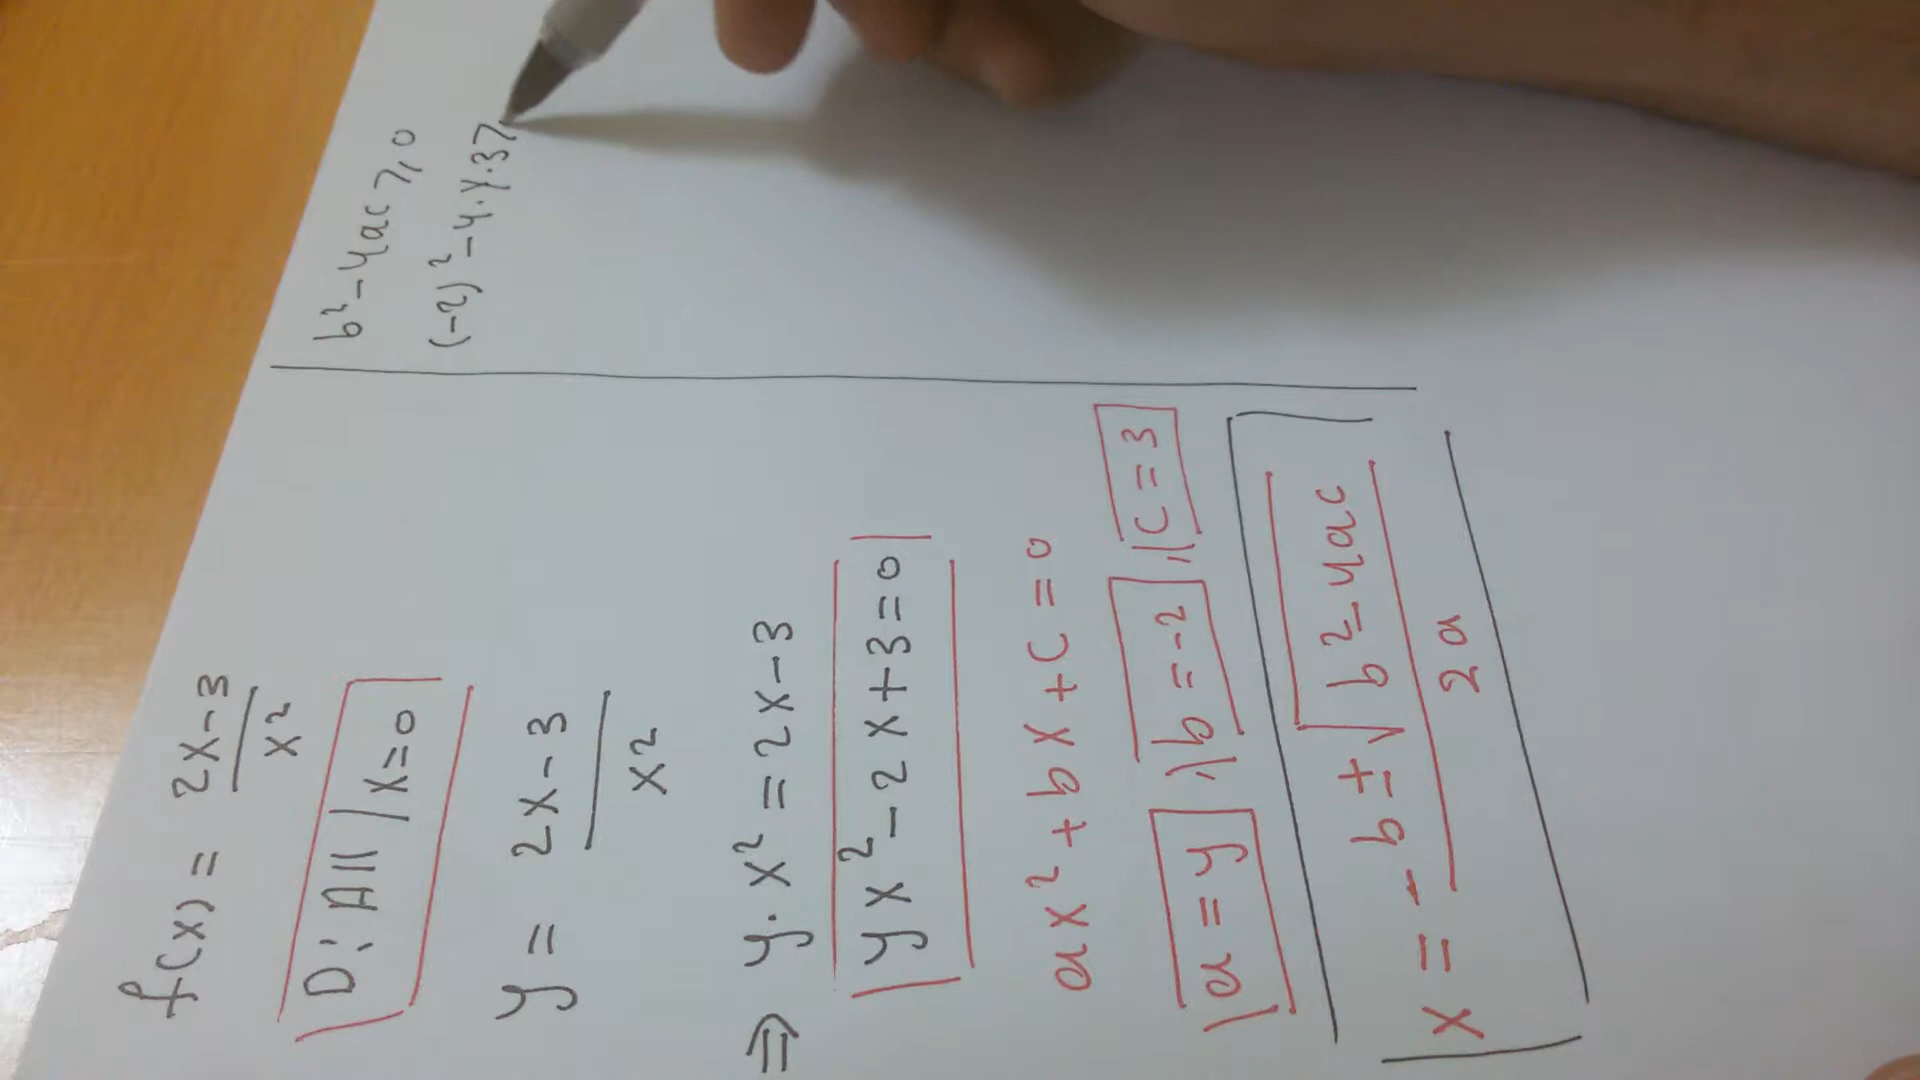 f(x) = 2x-3
x²
D: All | x=0
y = 2x-3
x²
⇒ y·x² = 2x-3
yx²-2x+3=0
ax²+bx+c=0
a=y , b=-2 , c=3
x = -b±√b²-4ac
2a
b²-4ac⩾0
(-2)²-4·y·3>